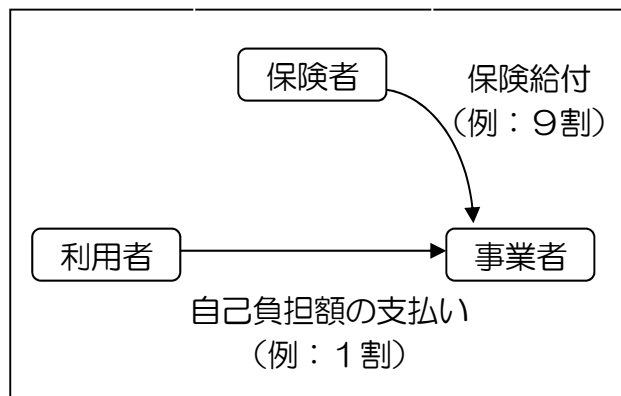 保険者
保険給付
（例：９割）
利用者
事業者
自己負担額の支払い
（例：１割）